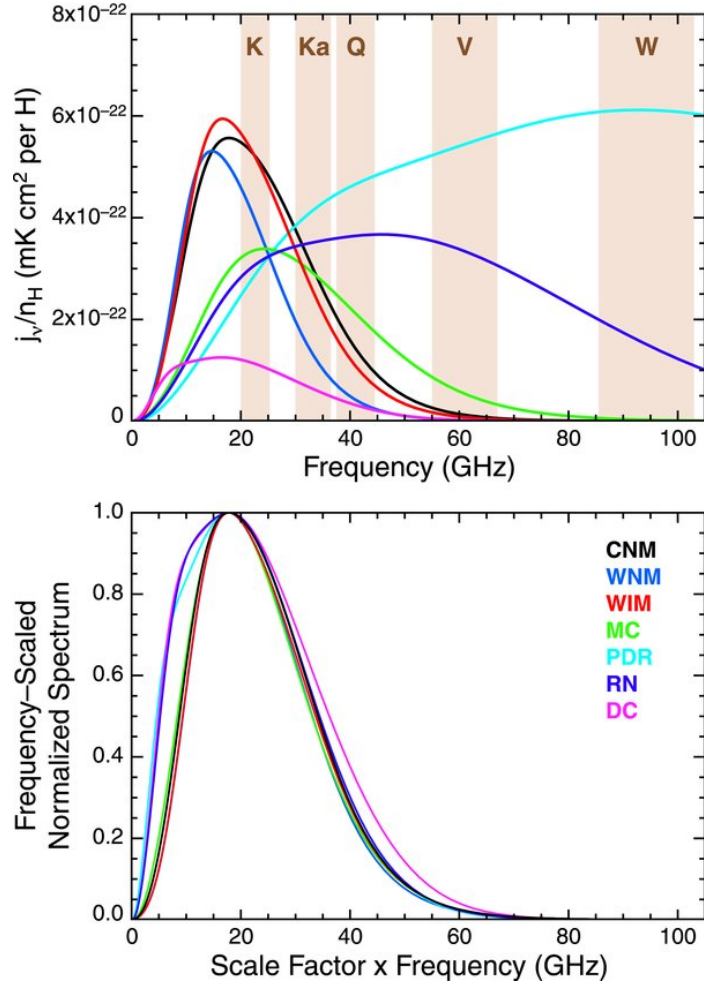 8x10⁻²²
K Ka Q V W
6x10⁻²²
4x10⁻²²
2x10⁻²²
0
jᵥ/n_H (mK cm² per H)
0 20 40 60 80 100
Frequency (GHz)
1.0
0.8
0.6
0.4
0.2
0.0
Frequency–Scaled
Normalized Spectrum
CNM
WNM
WIM
MC
PDR
RN
DC
0 20 40 60 80 100
Scale Factor x Frequency (GHz)